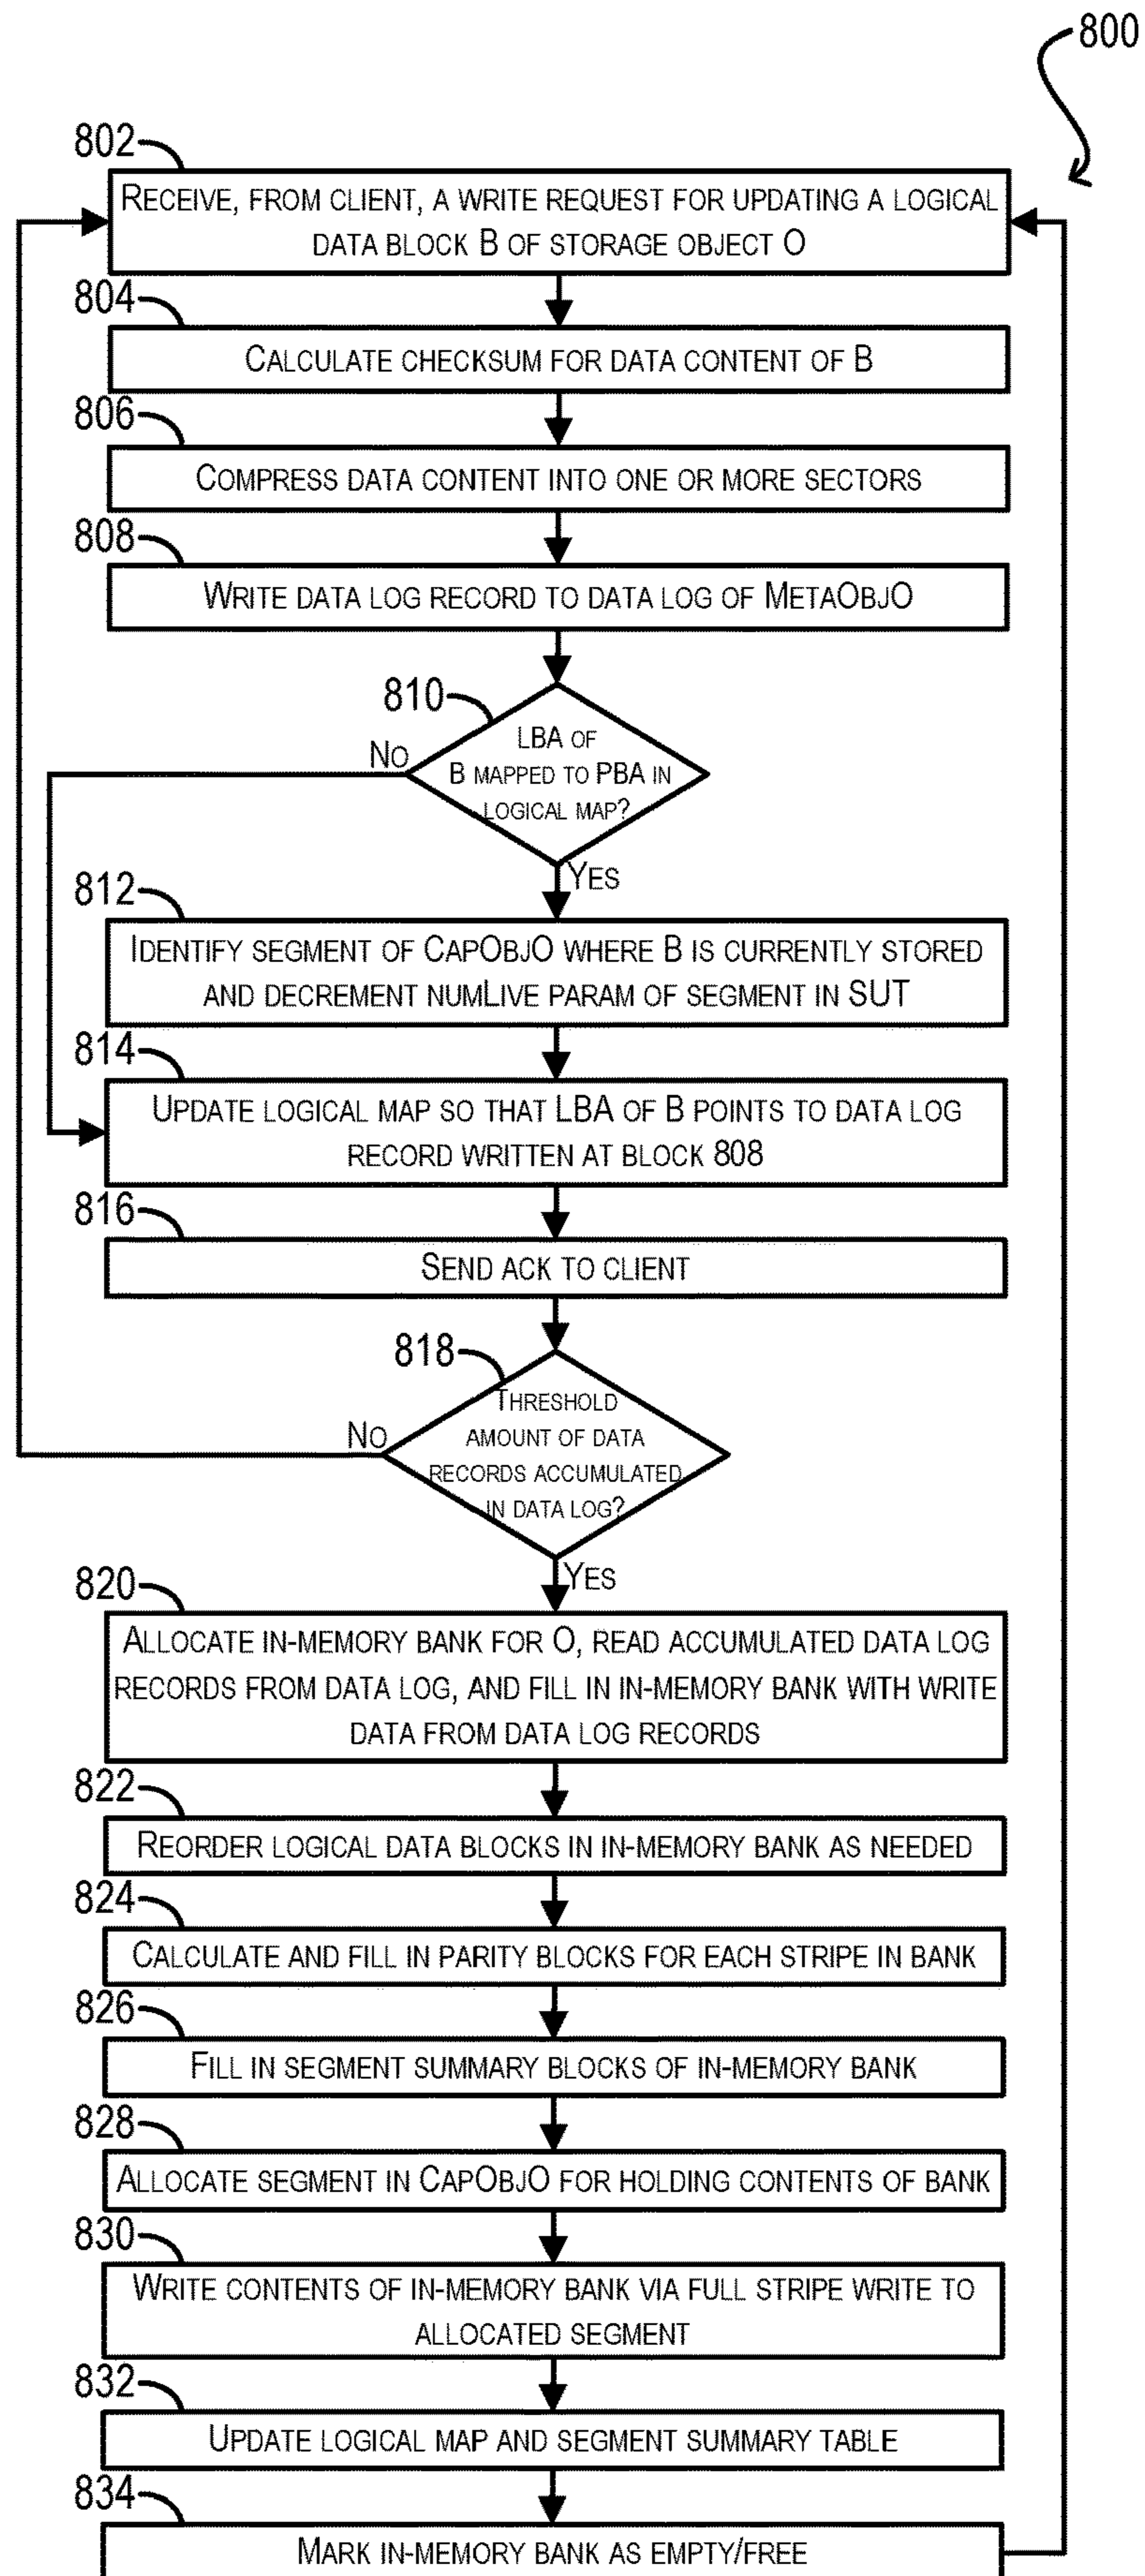 800
802
RECEIVE, FROM CLIENT, A WRITE REQUEST FOR UPDATING A LOGICAL
DATA BLOCK B OF STORAGE OBJECT O
804
CALCULATE CHECKSUM FOR DATA CONTENT OF B
806
COMPRESS DATA CONTENT INTO ONE OR MORE SECTORS
808
WRITE DATA LOG RECORD TO DATA LOG OF METAOBJO
810
LBA OF
B MAPPED TO PBA IN
LOGICAL MAP?
NO
YES
812
IDENTIFY SEGMENT OF CAPOBJO WHERE B IS CURRENTLY STORED
AND DECREMENT NUMLIVE PARAM OF SEGMENT IN SUT
814
UPDATE LOGICAL MAP SO THAT LBA OF B POINTS TO DATA LOG
RECORD WRITTEN AT BLOCK 808
816
SEND ACK TO CLIENT
818
THRESHOLD
AMOUNT OF DATA
RECORDS ACCUMULATED
IN DATA LOG?
NO
YES
820
ALLOCATE IN-MEMORY BANK FOR O, READ ACCUMULATED DATA LOG
RECORDS FROM DATA LOG, AND FILL IN IN-MEMORY BANK WITH WRITE
DATA FROM DATA LOG RECORDS
822
REORDER LOGICAL DATA BLOCKS IN IN-MEMORY BANK AS NEEDED
824
CALCULATE AND FILL IN PARITY BLOCKS FOR EACH STRIPE IN BANK
826
FILL IN SEGMENT SUMMARY BLOCKS OF IN-MEMORY BANK
828
ALLOCATE SEGMENT IN CAPOBJO FOR HOLDING CONTENTS OF BANK
830
WRITE CONTENTS OF IN-MEMORY BANK VIA FULL STRIPE WRITE TO
ALLOCATED SEGMENT
832
UPDATE LOGICAL MAP AND SEGMENT SUMMARY TABLE
834
MARK IN-MEMORY BANK AS EMPTY/FREE